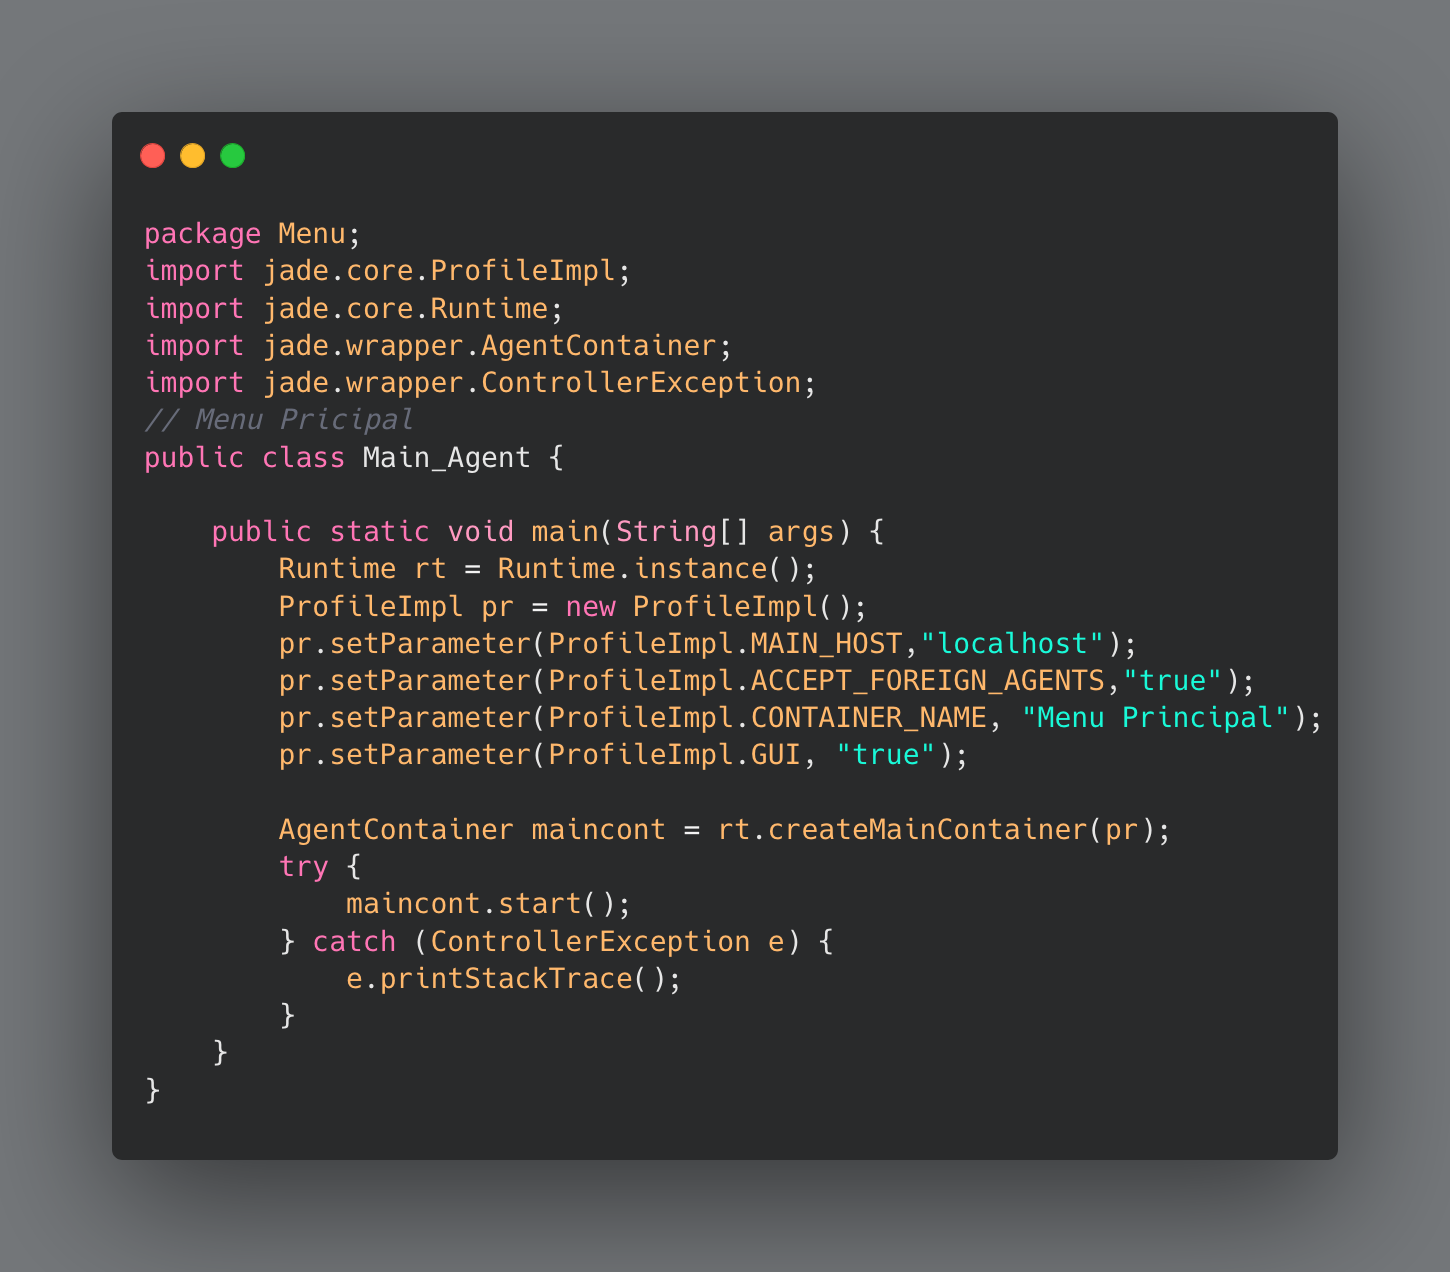 package Menu;
import jade.core.ProfileImpl;
import jade.core.Runtime;
import jade.wrapper.AgentContainer;
import jade.wrapper.ControllerException;
// Menu Pricipal
public class Main_Agent {

    public static void main(String[] args) {
        Runtime rt = Runtime.instance();
        ProfileImpl pr = new ProfileImpl();
        pr.setParameter(ProfileImpl.MAIN_HOST,"localhost");
        pr.setParameter(ProfileImpl.ACCEPT_FOREIGN_AGENTS,"true");
        pr.setParameter(ProfileImpl.CONTAINER_NAME, "Menu Principal");
        pr.setParameter(ProfileImpl.GUI, "true");

        AgentContainer maincont = rt.createMainContainer(pr);
        try {
            maincont.start();
        } catch (ControllerException e) {
            e.printStackTrace();
        }
    }
}